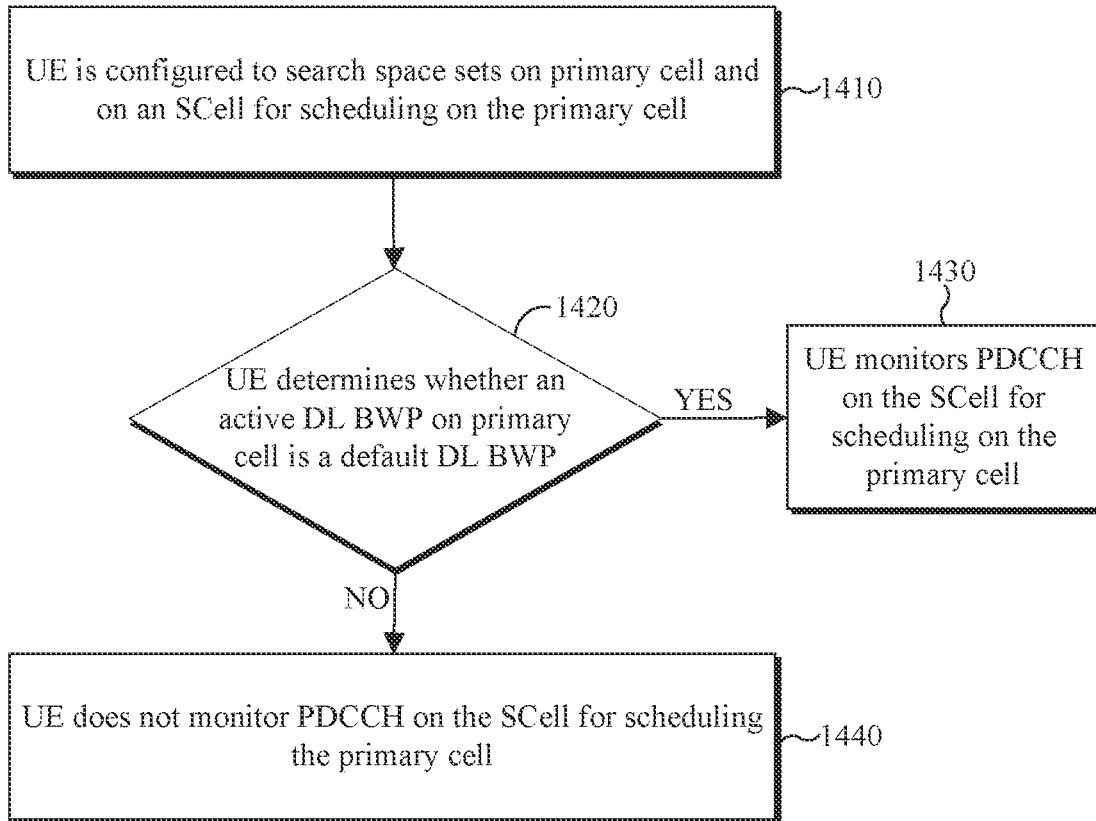 UE is configured to search space sets on primary cell and
on an SCell for scheduling on the primary cell
1410
1420
UE determines whether an
active DL BWP on primary
cell is a default DL BWP
YES
1430
UE monitors PDCCH
on the SCell for
scheduling on the
primary cell
NO
UE does not monitor PDCCH on the SCell for scheduling
the primary cell
1440